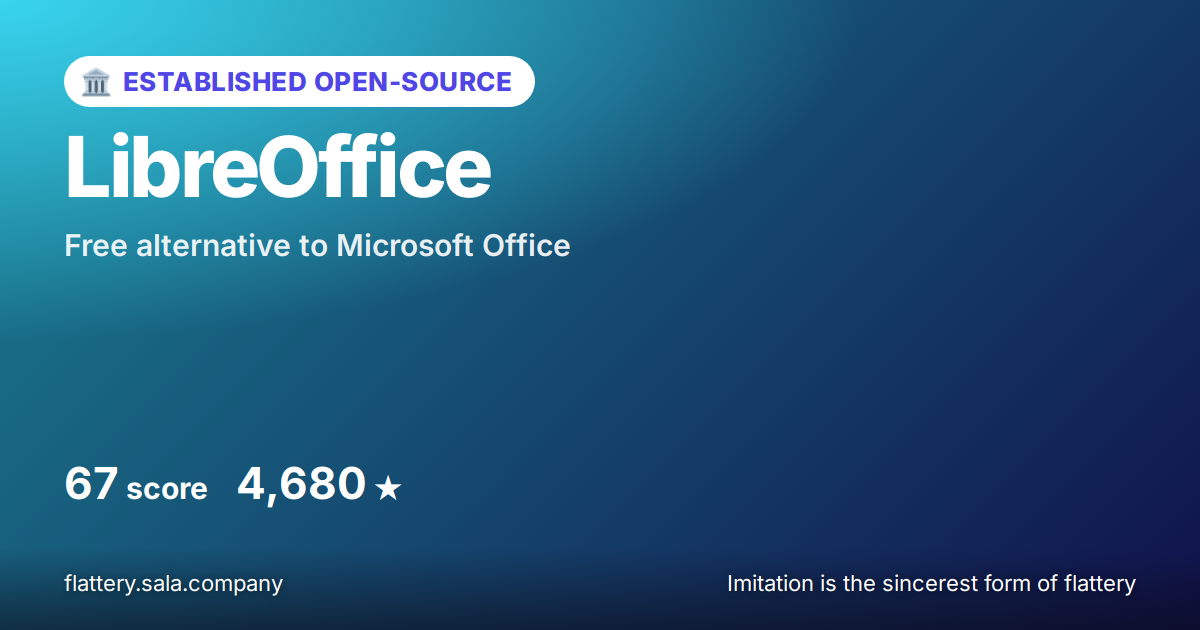 🏛️ ESTABLISHED OPEN-SOURCE
LibreOffice
Free alternative to Microsoft Office
67 score 4,680 ★
flattery.sala.company
Imitation is the sincerest form of flattery